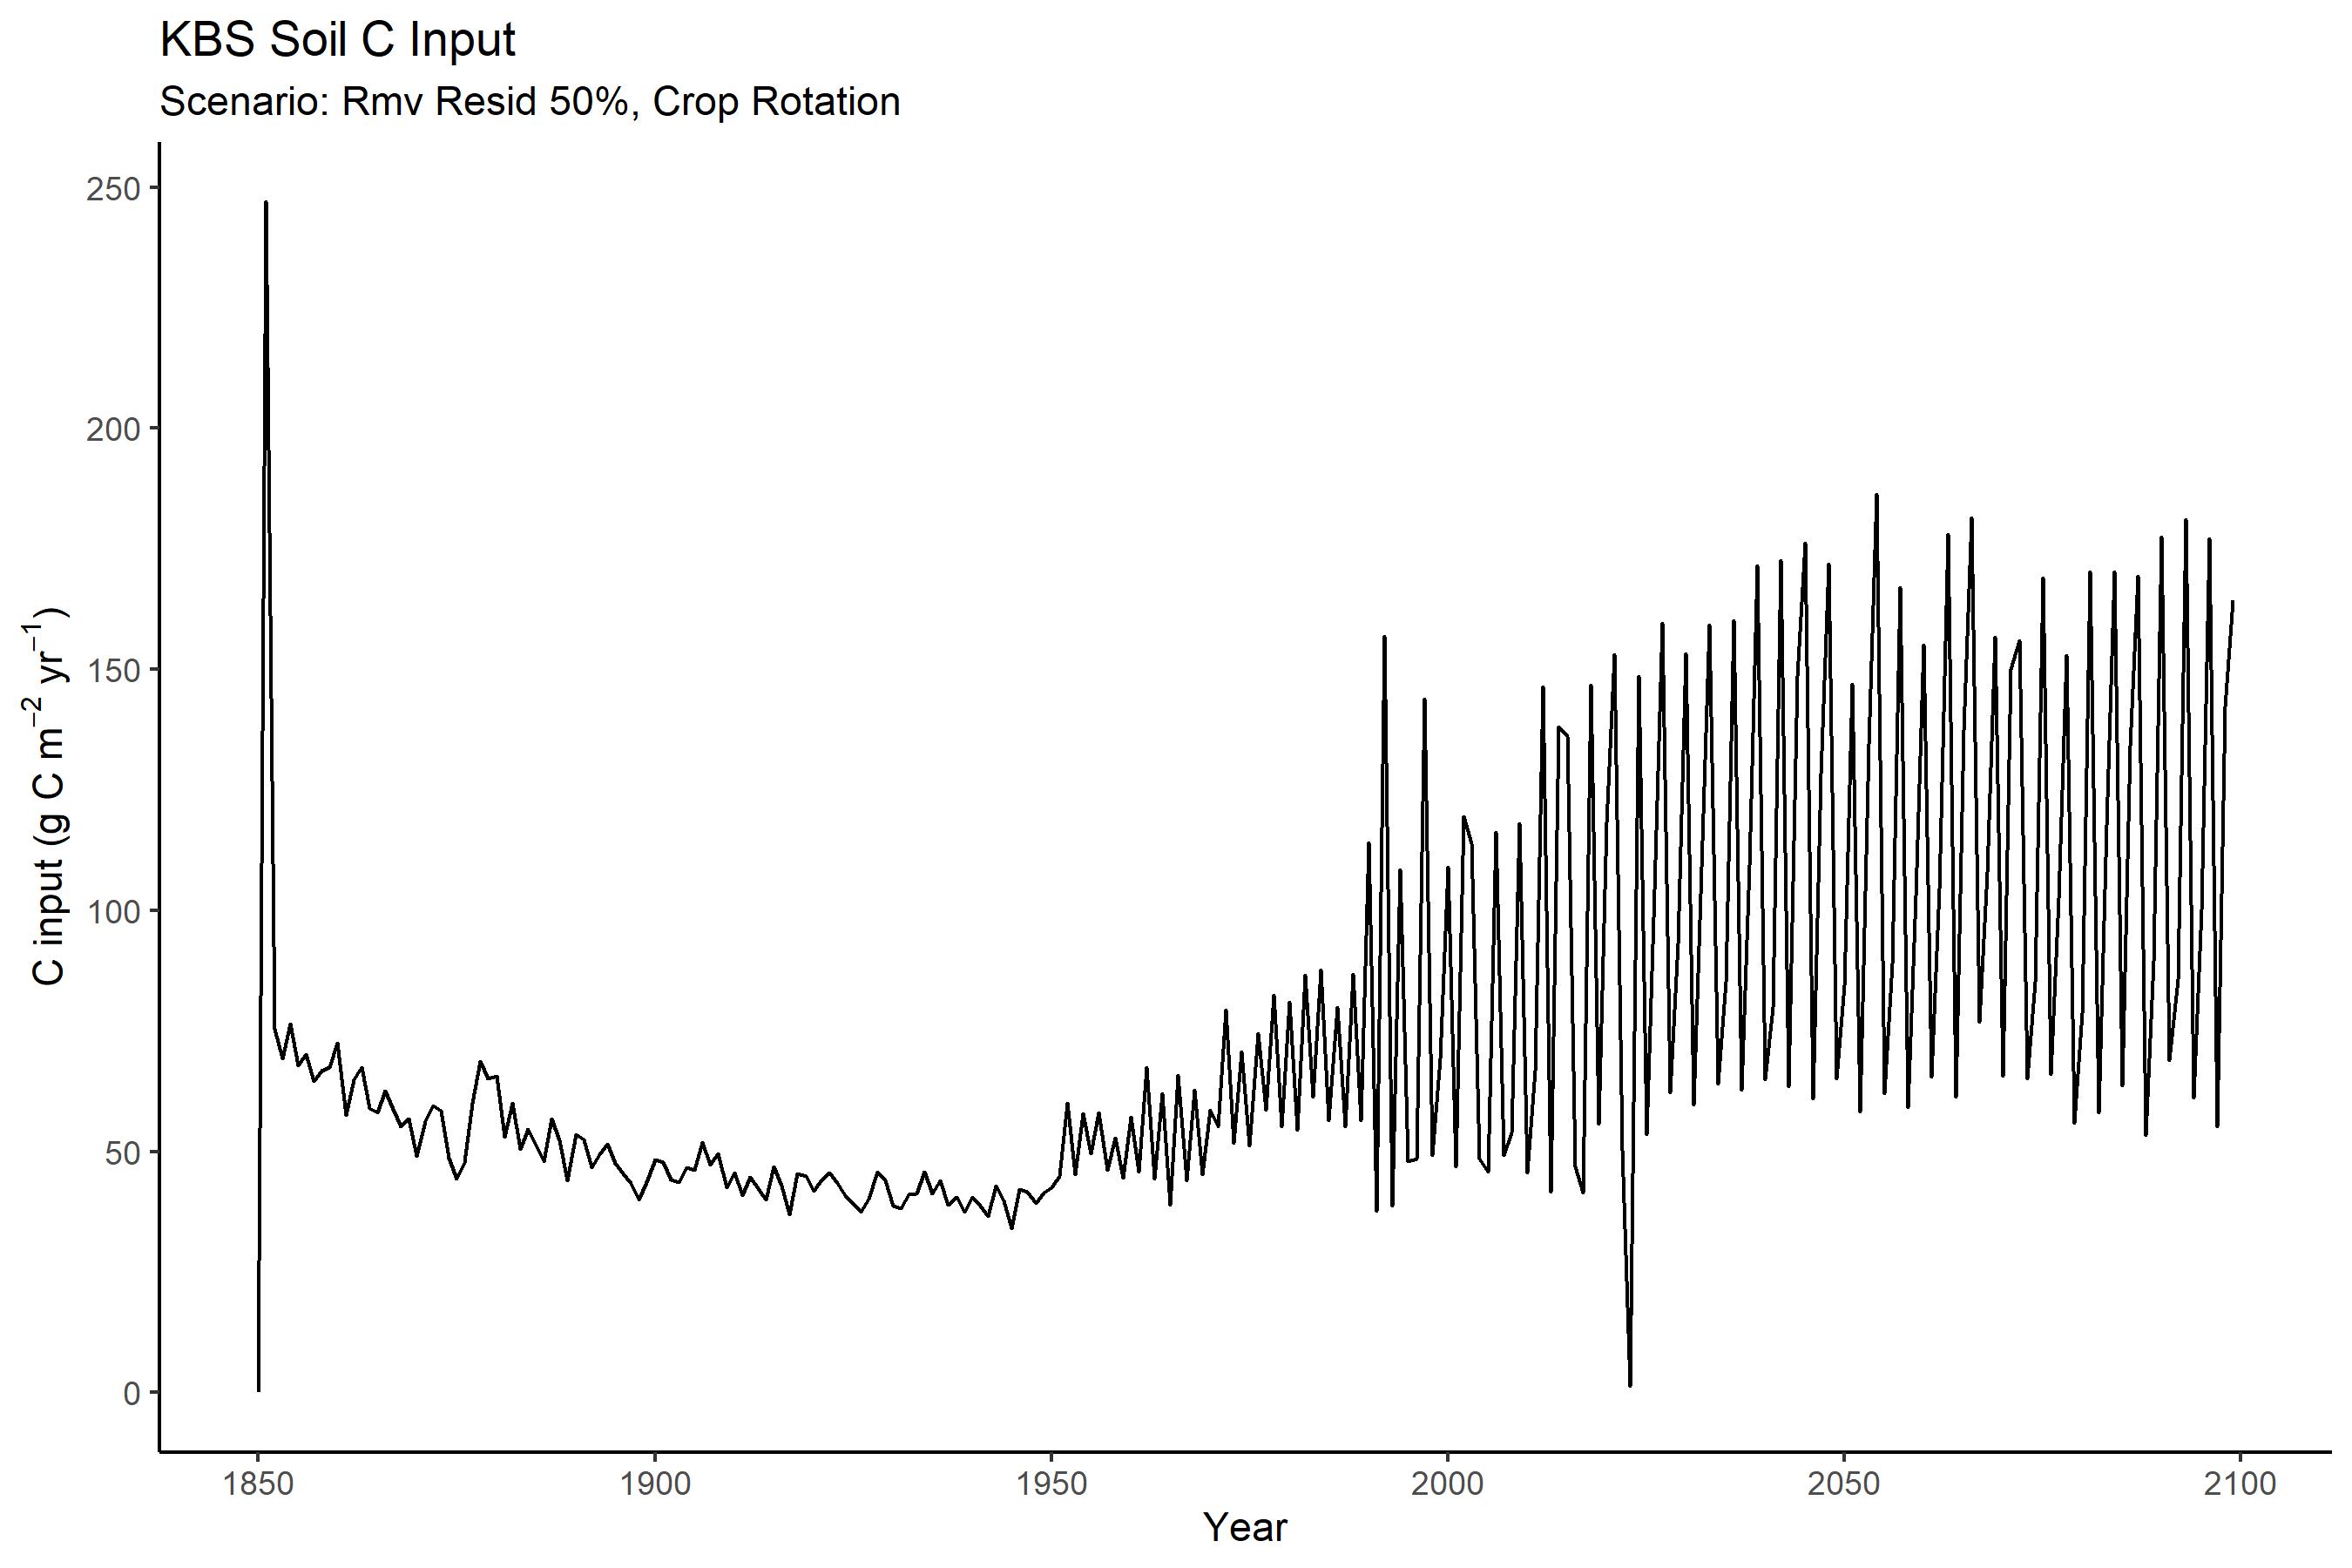 KBS Soil C Input
Scenario: Rmv Resid 50%, Crop Rotation
C input (g C m⁻² yr⁻¹)
250
200
150
100
50
0
1850 1900 1950 2000 2050 2100
Year